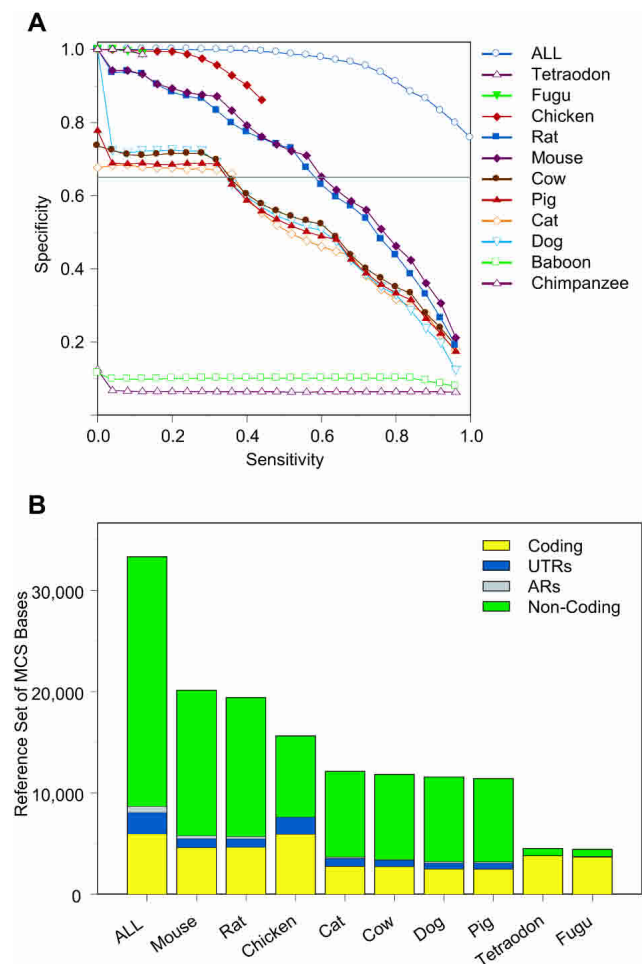 A
1.0
0.8
0.6
0.4
0.2
Specificity
0.0
0.2
0.4
0.6
0.8
1.0
Sensitivity
ALL
Tetraodon
Fugu
Chicken
Rat
Mouse
Cow
Pig
Cat
Dog
Baboon
Chimpanzee
B
Coding
UTRs
ARs
Non-Coding
30,000
20,000
10,000
0
Reference Set of MCS Bases
ALL
Mouse
Rat
Chicken
Cat
Cow
Dog
Pig
Tetraodon
Fugu